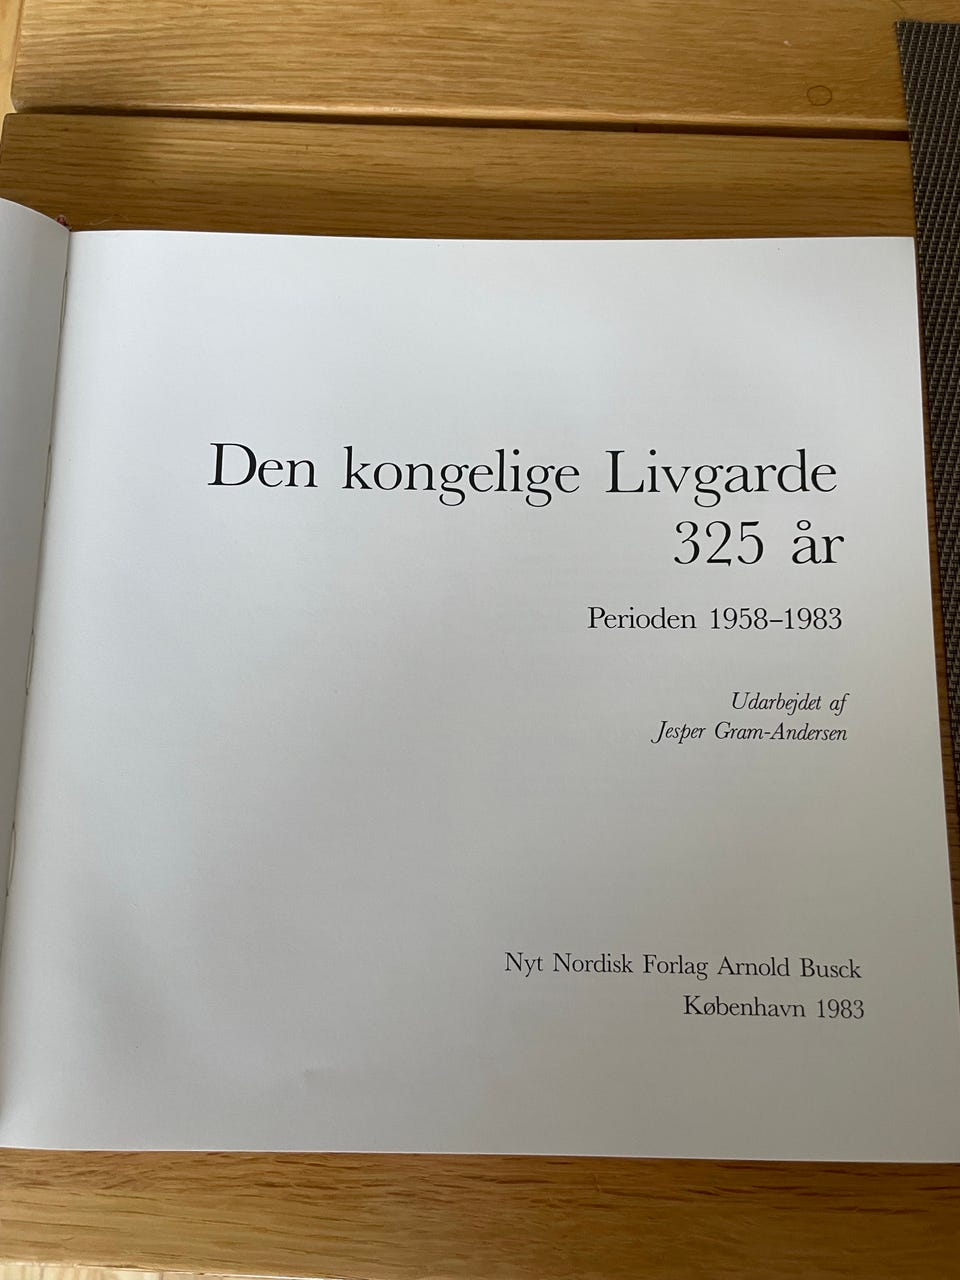 Den kongelige Livgarde
325 år
Perioden 1958–1983
Udarbejdet af
Jesper Gram-Andersen
Nyt Nordisk Forlag Arnold Busck
København 1983